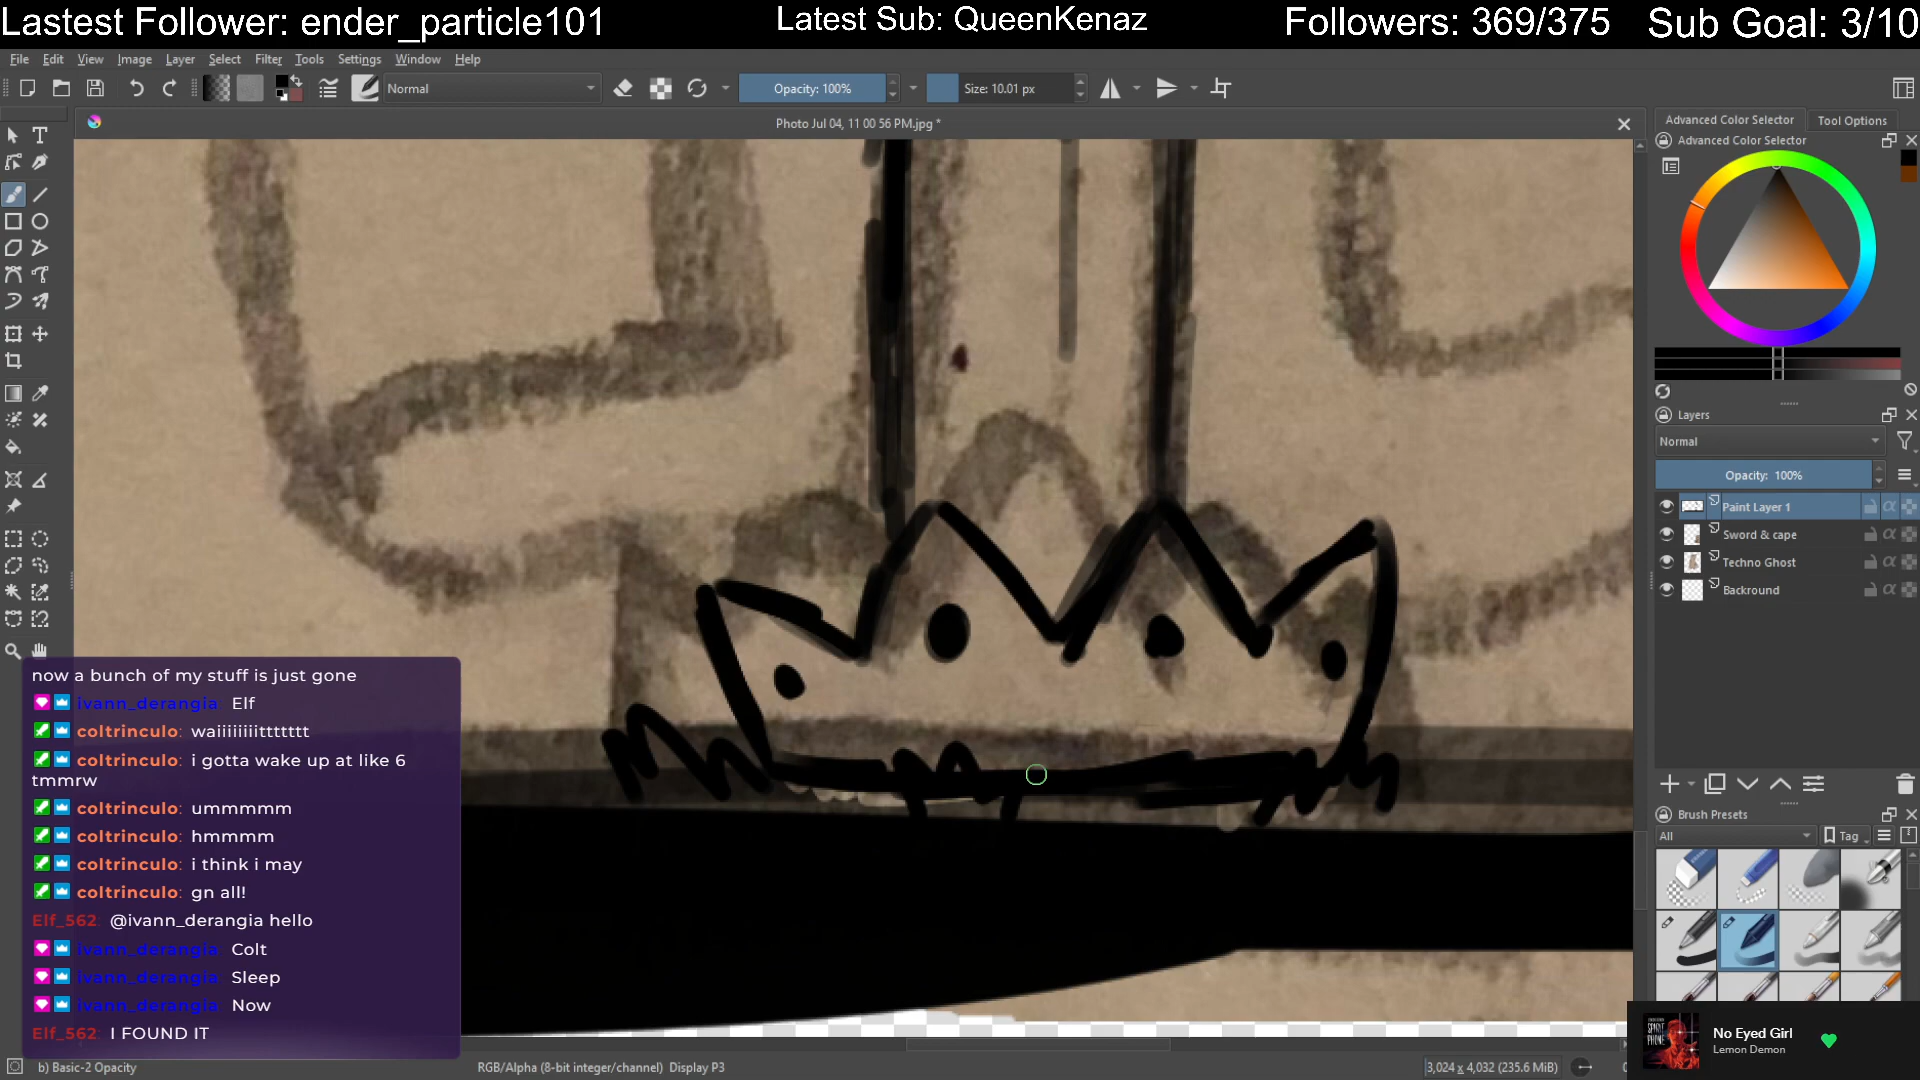 Lastest Follower: ender_particle101
Latest Sub: QueenKenaz
Followers: 369/375
Sub Goal: 3/10
File Edit View Image Layer Select Filter Tools Settings Window Help
Normal
Opacity: 100%
Size: 10.01 px
Photo Jul 04, 11 00 56 PM.jpg *
Advanced Color Selector
Tool Options
Advanced Color Selector
Layers
Normal
Opacity: 100%
Paint Layer 1
Sword & cape
Techno Ghost
Backround
Brush Presets
All
Tag
now a bunch of my stuff is just gone
ivann_derangia: Elf
coltrinculo: waiiiiiiiittttttt
coltrinculo: i gotta wake up at like 6
tmmrw
coltrinculo: ummmmm
coltrinculo: hmmmm
coltrinculo: i think i may
coltrinculo: gn all!
Elf_562: @ivann_derangia hello
ivann_derangia: Colt
ivann_derangia: Sleep
ivann_derangia: Now
Elf_562: I FOUND IT
No Eyed Girl
Lemon Demon
b) Basic-2 Opacity
RGB/Alpha (8-bit integer/channel) Display P3
3,024 x 4,032 (235.6 MiB)